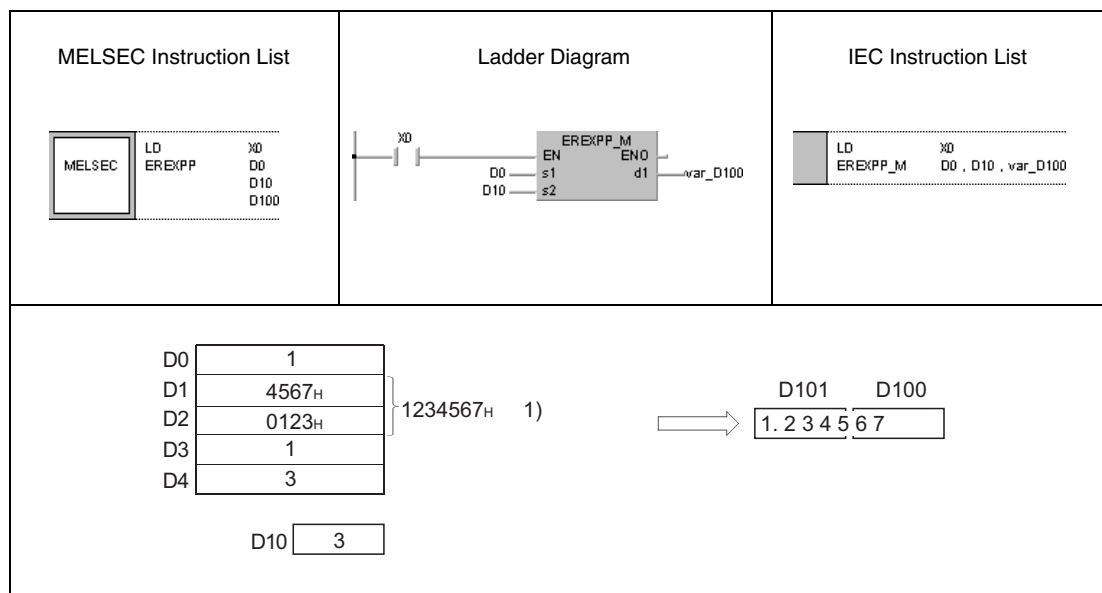 MELSEC Instruction List
Ladder Diagram
IEC Instruction List
MELSEC
LD X0
EREXPP D0
D10
D100
X0
EREXPP_M
EN ENO
D0 s1 d1 var_D100
D10 s2
LD X0
EREXPP_M D0 , D10 , var_D100
D0 1
D1 4567H
D2 0123H
1234567H 1)
D3 1
D4 3
D10 3
D101 D100
1. 2 3 4 5 6 7